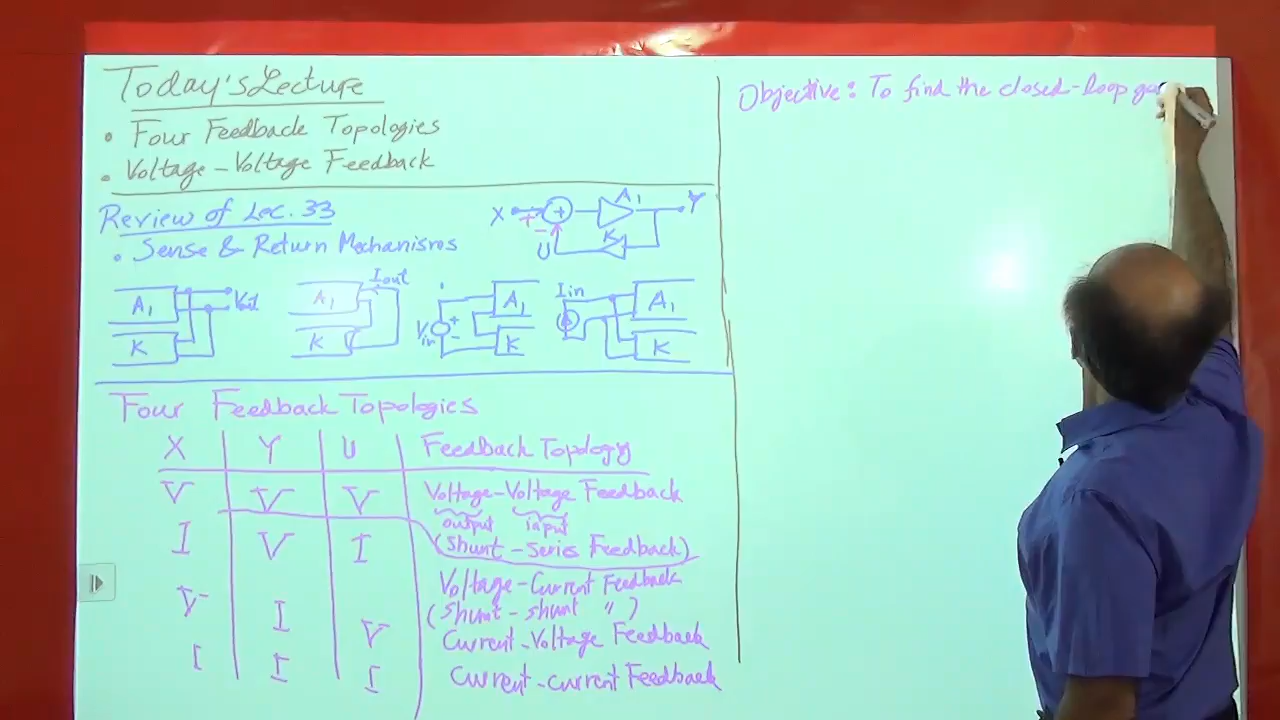 Today's Lecture
• Four Feedback Topologies
• Voltage-Voltage Feedback
Review of Lec. 33
• Sense & Return Mechanisms
X + + A1 Y
- U K
A1 K Vout
A1 K Iout
Vin + - A1 K
Iin A1 K
Four Feedback Topologies
X Y U Feedback Topology
V V V Voltage-Voltage Feedback
output input
I V I (shunt-series Feedback)
Voltage-Current Feedback
(shunt-shunt " )
V I V Current-Voltage Feedback
I I I Current-current Feedback
Objective: To find the closed-loop